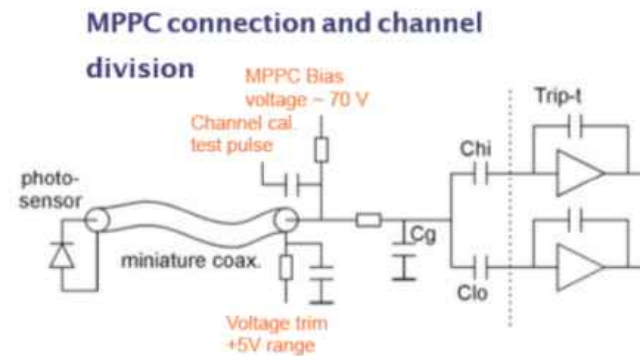 MPPC connection and channel
division
MPPC Bias
voltage ~ 70 V
Channel cal.
test pulse
photo-
sensor
miniature coax.
Voltage trim
+5V range
Cg
Chi
Clo
Trip-t